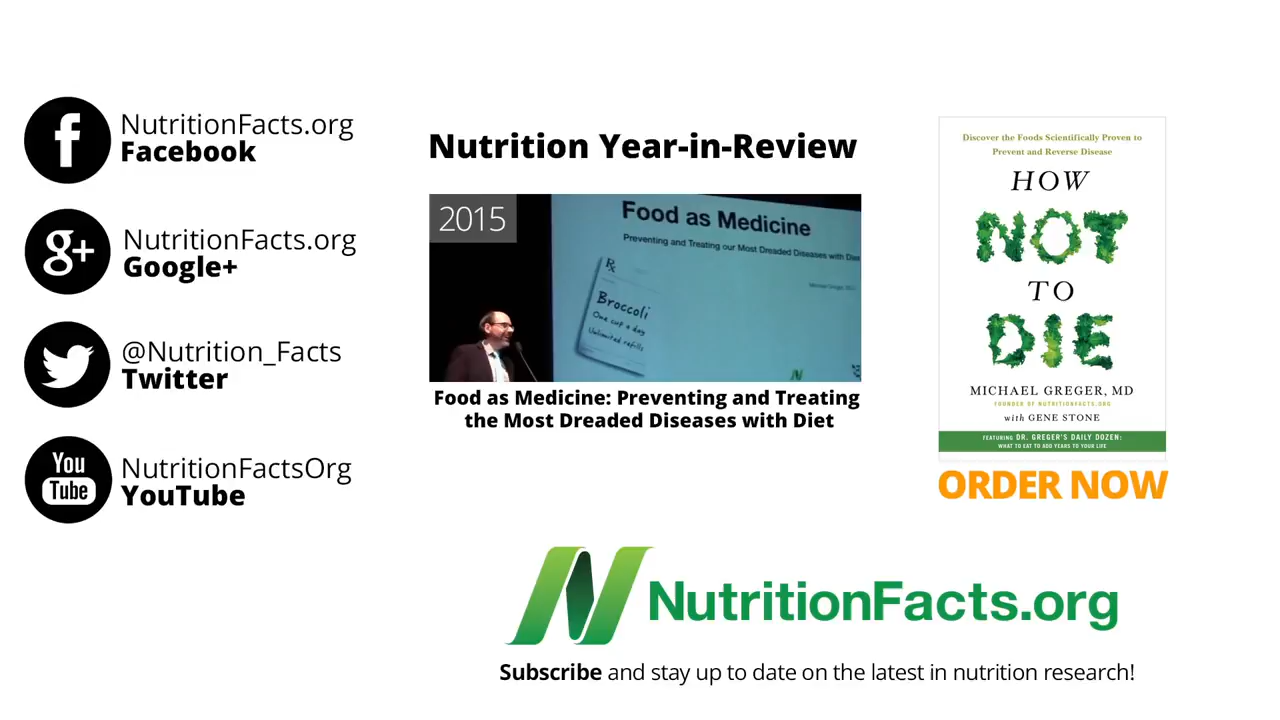 NutritionFacts.org
Facebook
NutritionFacts.org
Google+
@Nutrition_Facts
Twitter
You
Tube
NutritionFactsOrg
YouTube
Nutrition Year-in-Review
2015
Food as Medicine
Preventing and Treating our Most Dreaded Diseases with
Broccoli
One cup a day
Unlimited refills
Food as Medicine: Preventing and Treating
the Most Dreaded Diseases with Diet
Discover the Foods Scientifically Proven to
Prevent and Reverse Disease
HOW
NOT
TO
DIE
MICHAEL GREGER, MD
FOUNDER OF NUTRITIONFACTS.ORG
with GENE STONE
FEATURING DR. GREGER'S DAILY DOZEN:
WHAT TO EAT TO ADD YEARS TO YOUR LIFE
ORDER NOW
NutritionFacts.org
Subscribe and stay up to date on the latest in nutrition research!